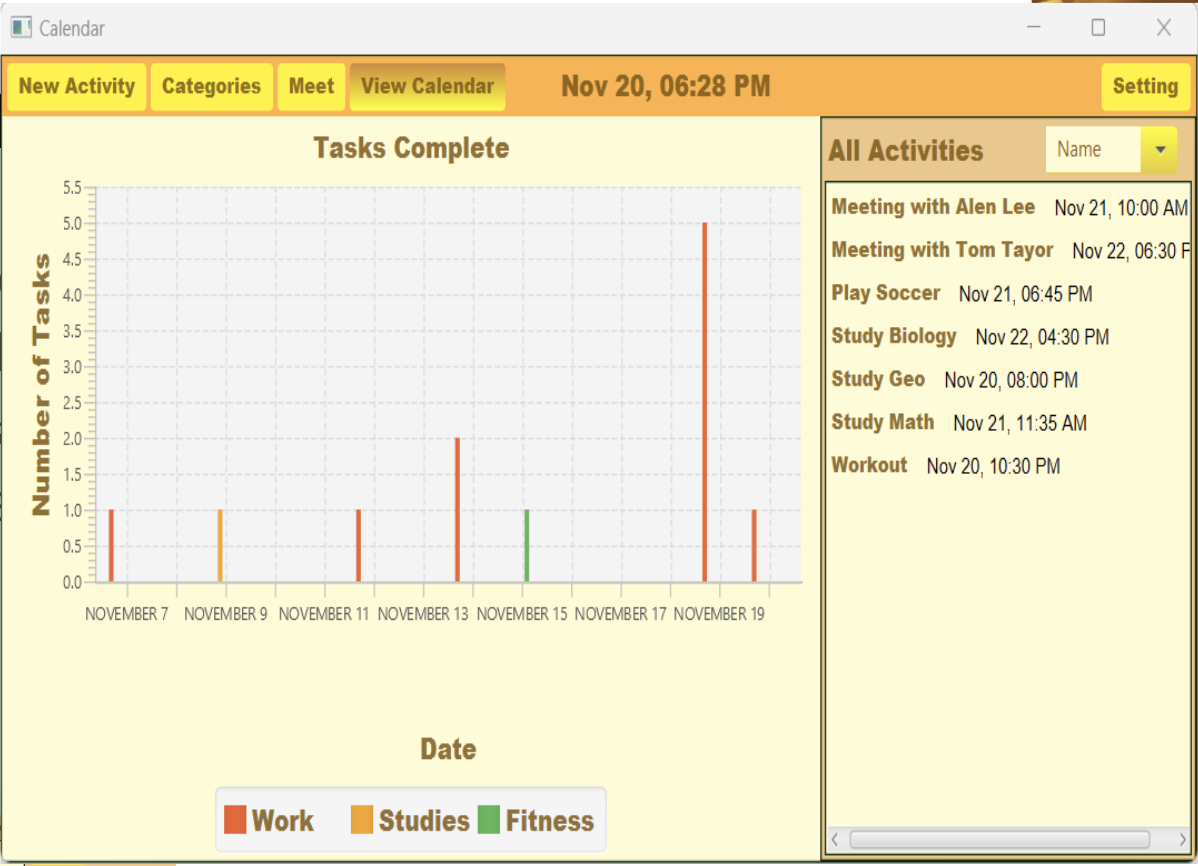 Calendar
New Activity Categories Meet View Calendar Nov 20, 06:28 PM Setting
Tasks Complete
5.5
5.0
4.5
4.0
3.5
3.0
2.5
2.0
1.5
1.0
0.5
0.0
Number of Tasks
NOVEMBER 7 NOVEMBER 9 NOVEMBER 11 NOVEMBER 13 NOVEMBER 15 NOVEMBER 17 NOVEMBER 19
Date
Work Studies Fitness
All Activities Name
Meeting with Alen Lee Nov 21, 10:00 AM
Meeting with Tom Tayor Nov 22, 06:30 P
Play Soccer Nov 21, 06:45 PM
Study Biology Nov 22, 04:30 PM
Study Geo Nov 20, 08:00 PM
Study Math Nov 21, 11:35 AM
Workout Nov 20, 10:30 PM